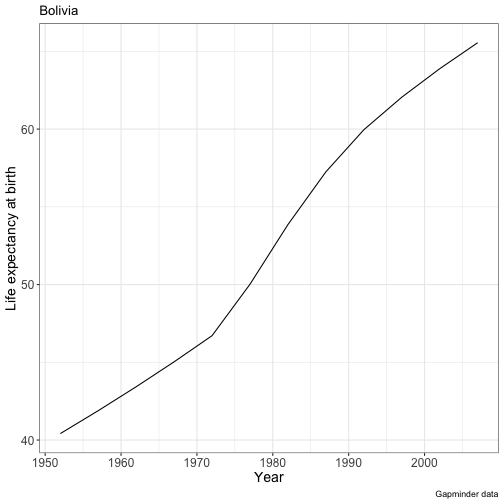 Bolivia
Life expectancy at birth
60
50
40
1950 1960 1970 1980 1990 2000
Year
Gapminder data